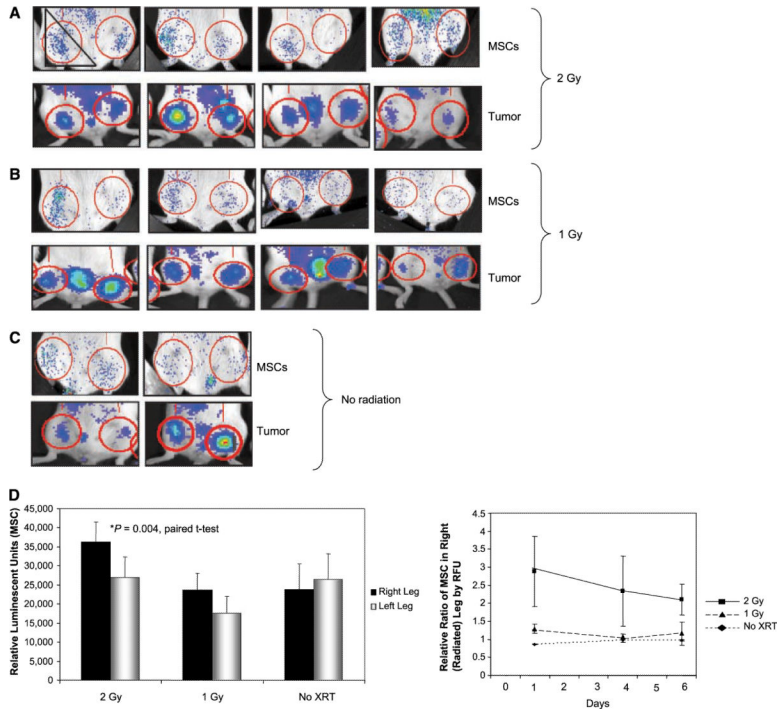 A
MSCs
Tumor
2 Gy
B
MSCs
Tumor
1 Gy
C
MSCs
Tumor
No radiation
D
Relative Luminescent Units (MSC)
45,000
40,000
35,000
30,000
25,000
20,000
15,000
10,000
5,000
0
*P = 0.004, paired t-test
2 Gy
1 Gy
No XRT
Right Leg
Left Leg
Relative Ratio of MSC in Right
(Radiated) Leg by RFU
4.5
4
3.5
3
2.5
2
1.5
1
0.5
0
0
1
4
6
Days
2 Gy
1 Gy
No XRT